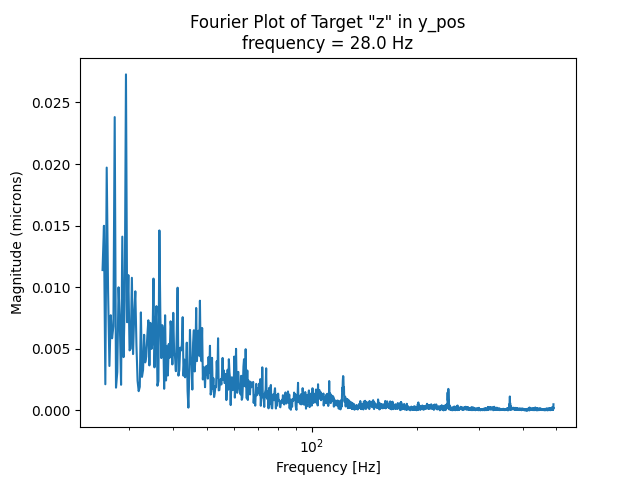 Fourier Plot of Target "z" in y_pos
frequency = 28.0 Hz
Magnitude (microns)
0.025
0.020
0.015
0.010
0.005
0.000
10²
Frequency [Hz]